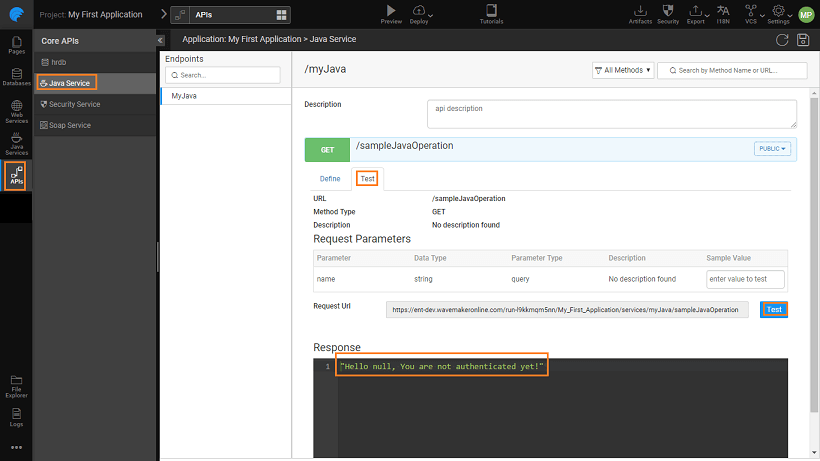 Project: My First Application
APIs
Preview
Deploy
Tutorials
Artifacts
Security
Export
I18N
VCS
Settings
MP
Pages
Databases
Web
Services
Java
Services
APIs
File
Explorer
Logs
Core APIs
hrdb
Java Service
Security Service
Soap Service
Application: My First Application > Java Service
Endpoints
Search...
MyJava
/myJava
All Methods
Search by Method Name or URL...
Description
api description
GET
/sampleJavaOperation
PUBLIC
Define
Test
URL /sampleJavaOperation
Method Type GET
Description No description found
Request Parameters
Parameter Data Type Parameter Type Description Sample Value
name string query No description found enter value to test
Request Url https://ent-dev.wavemakeronline.com/run-l9kkmqm5nn/My_First_Application/services/myJava/sampleJavaOperation Test
Response
1 "Hello null, You are not authenticated yet!"